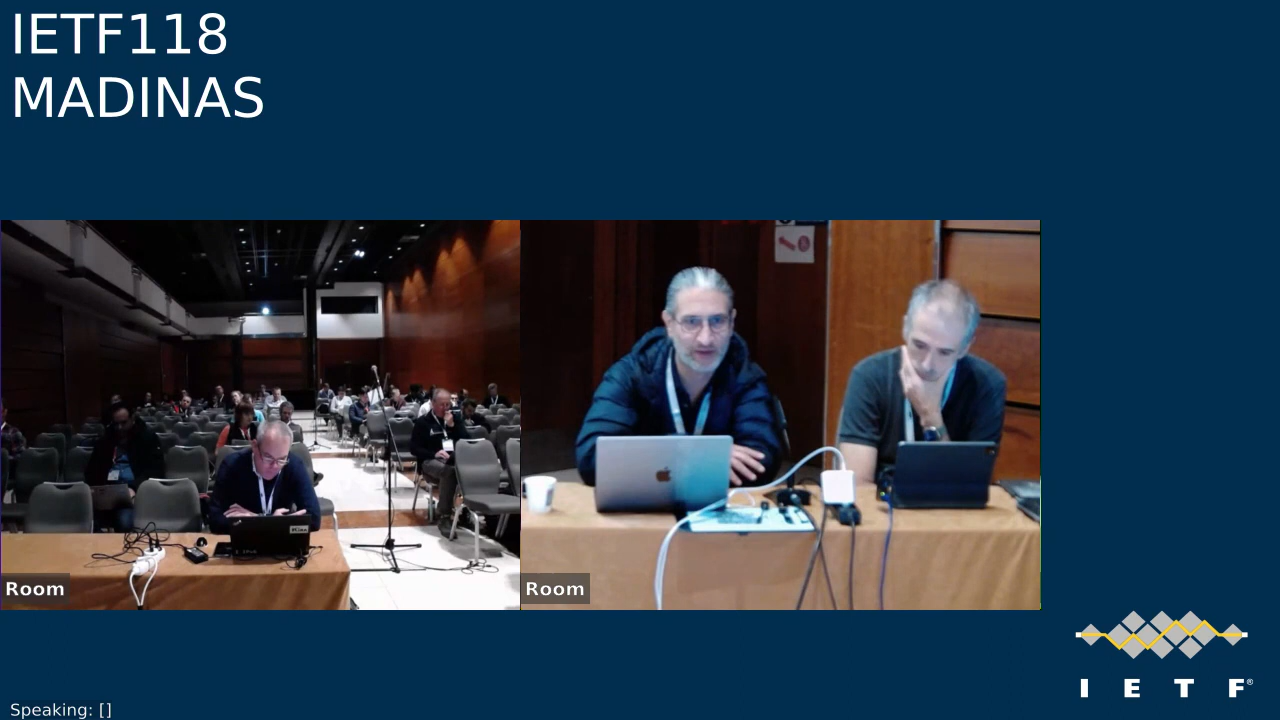 IETF118
MADINAS
Room
Room
I E T F®
Speaking: []